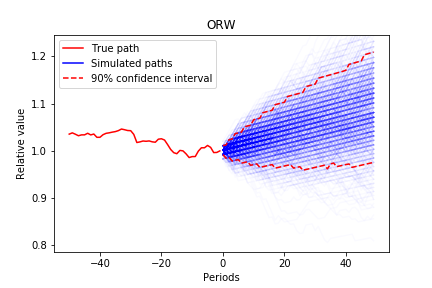 ORW
True path
Simulated paths
90% confidence interval
Relative value
1.2
1.1
1.0
0.9
0.8
−40
−20
0
20
40
Periods